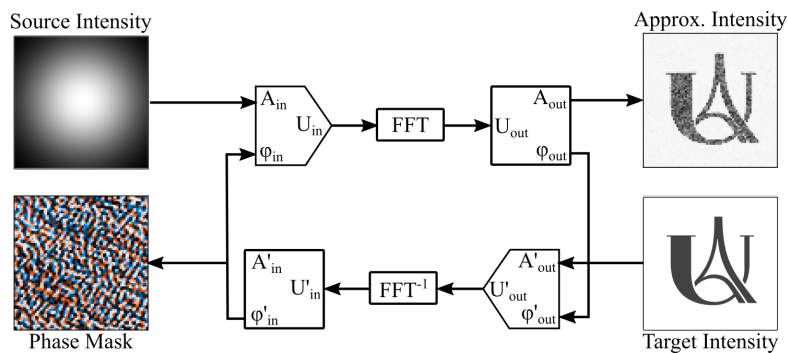 Source Intensity
Approx. Intensity
A_in
U_in
φ_in
FFT
A_out
U_out
φ_out
A'_in
U'_in
φ'_in
FFT⁻¹
A'_out
U'_out
φ'_out
Phase Mask
Target Intensity